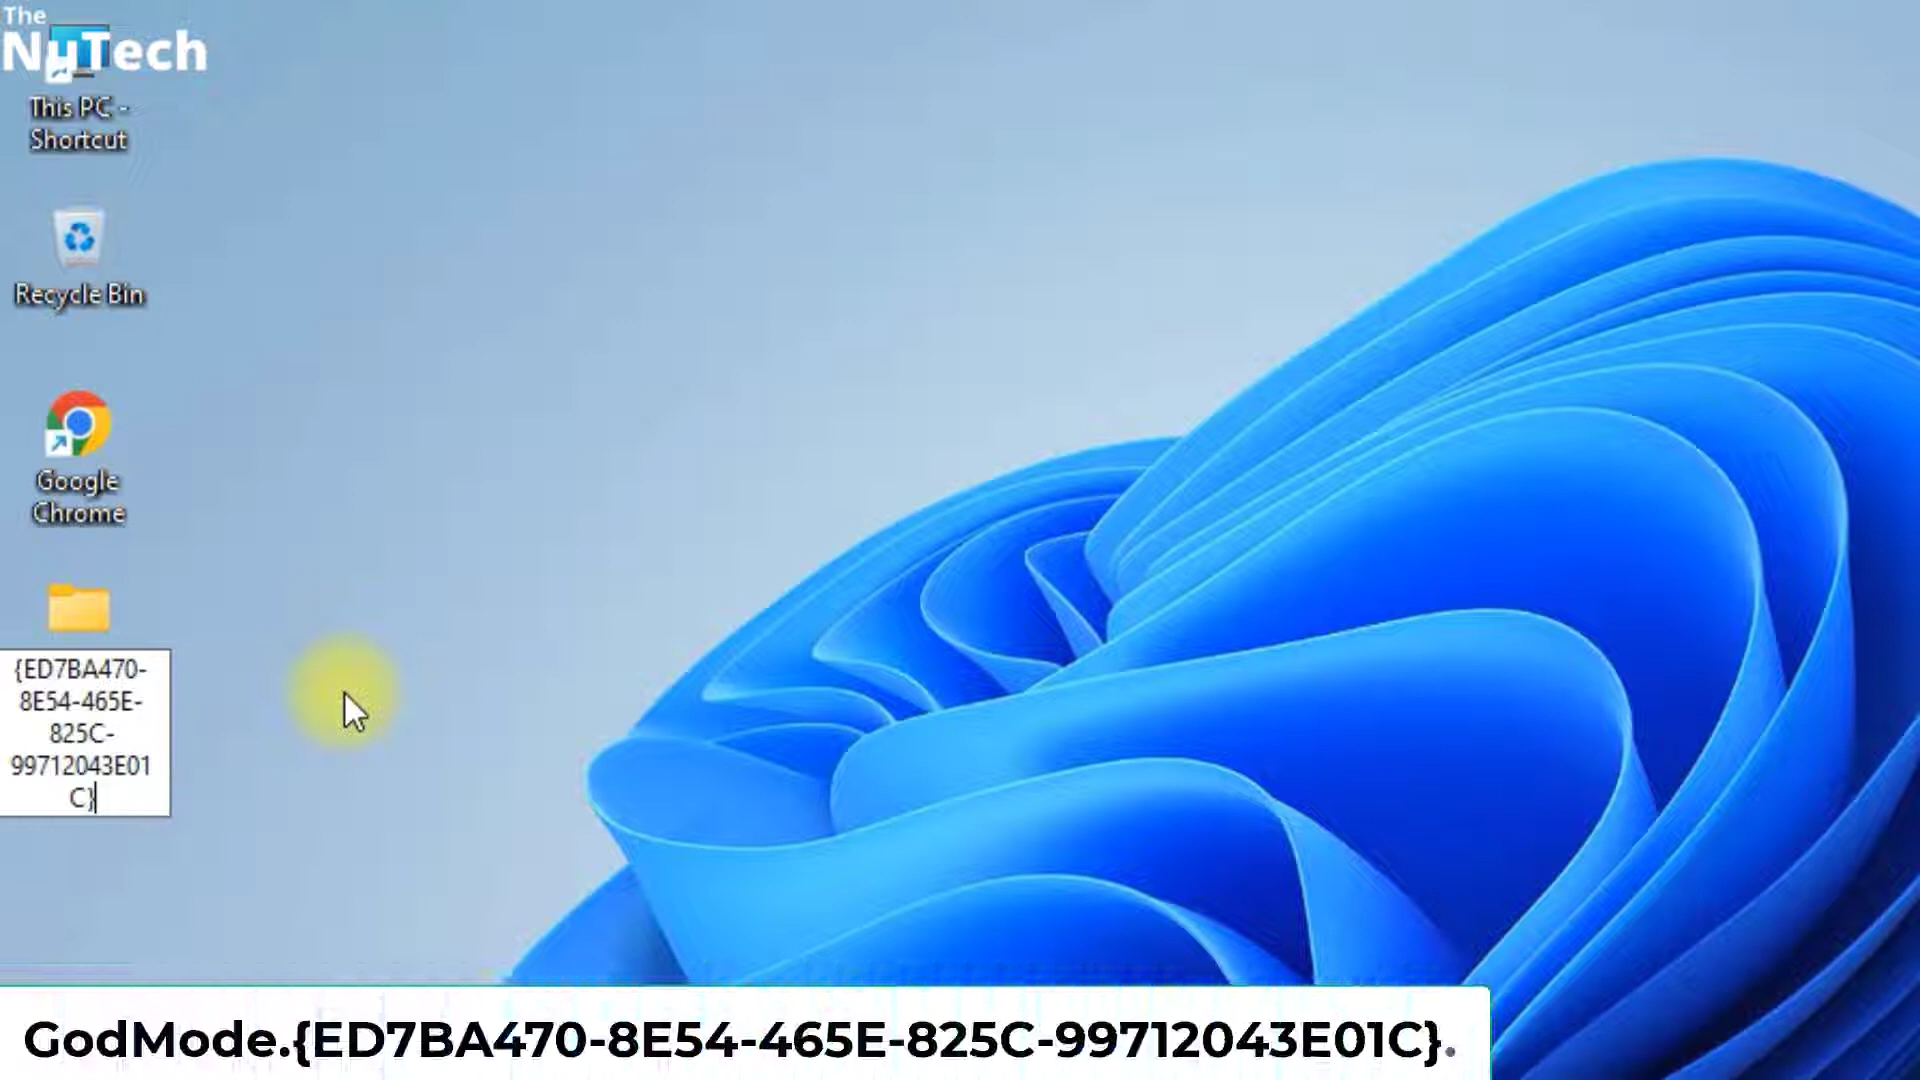 The
NyTech
This PC -
Shortcut
Recycle Bin
Google
Chrome
{ED7BA470-
8E54-465E-
825C-
99712043E01
C}
GodMode.{ED7BA470-8E54-465E-825C-99712043E01C}.